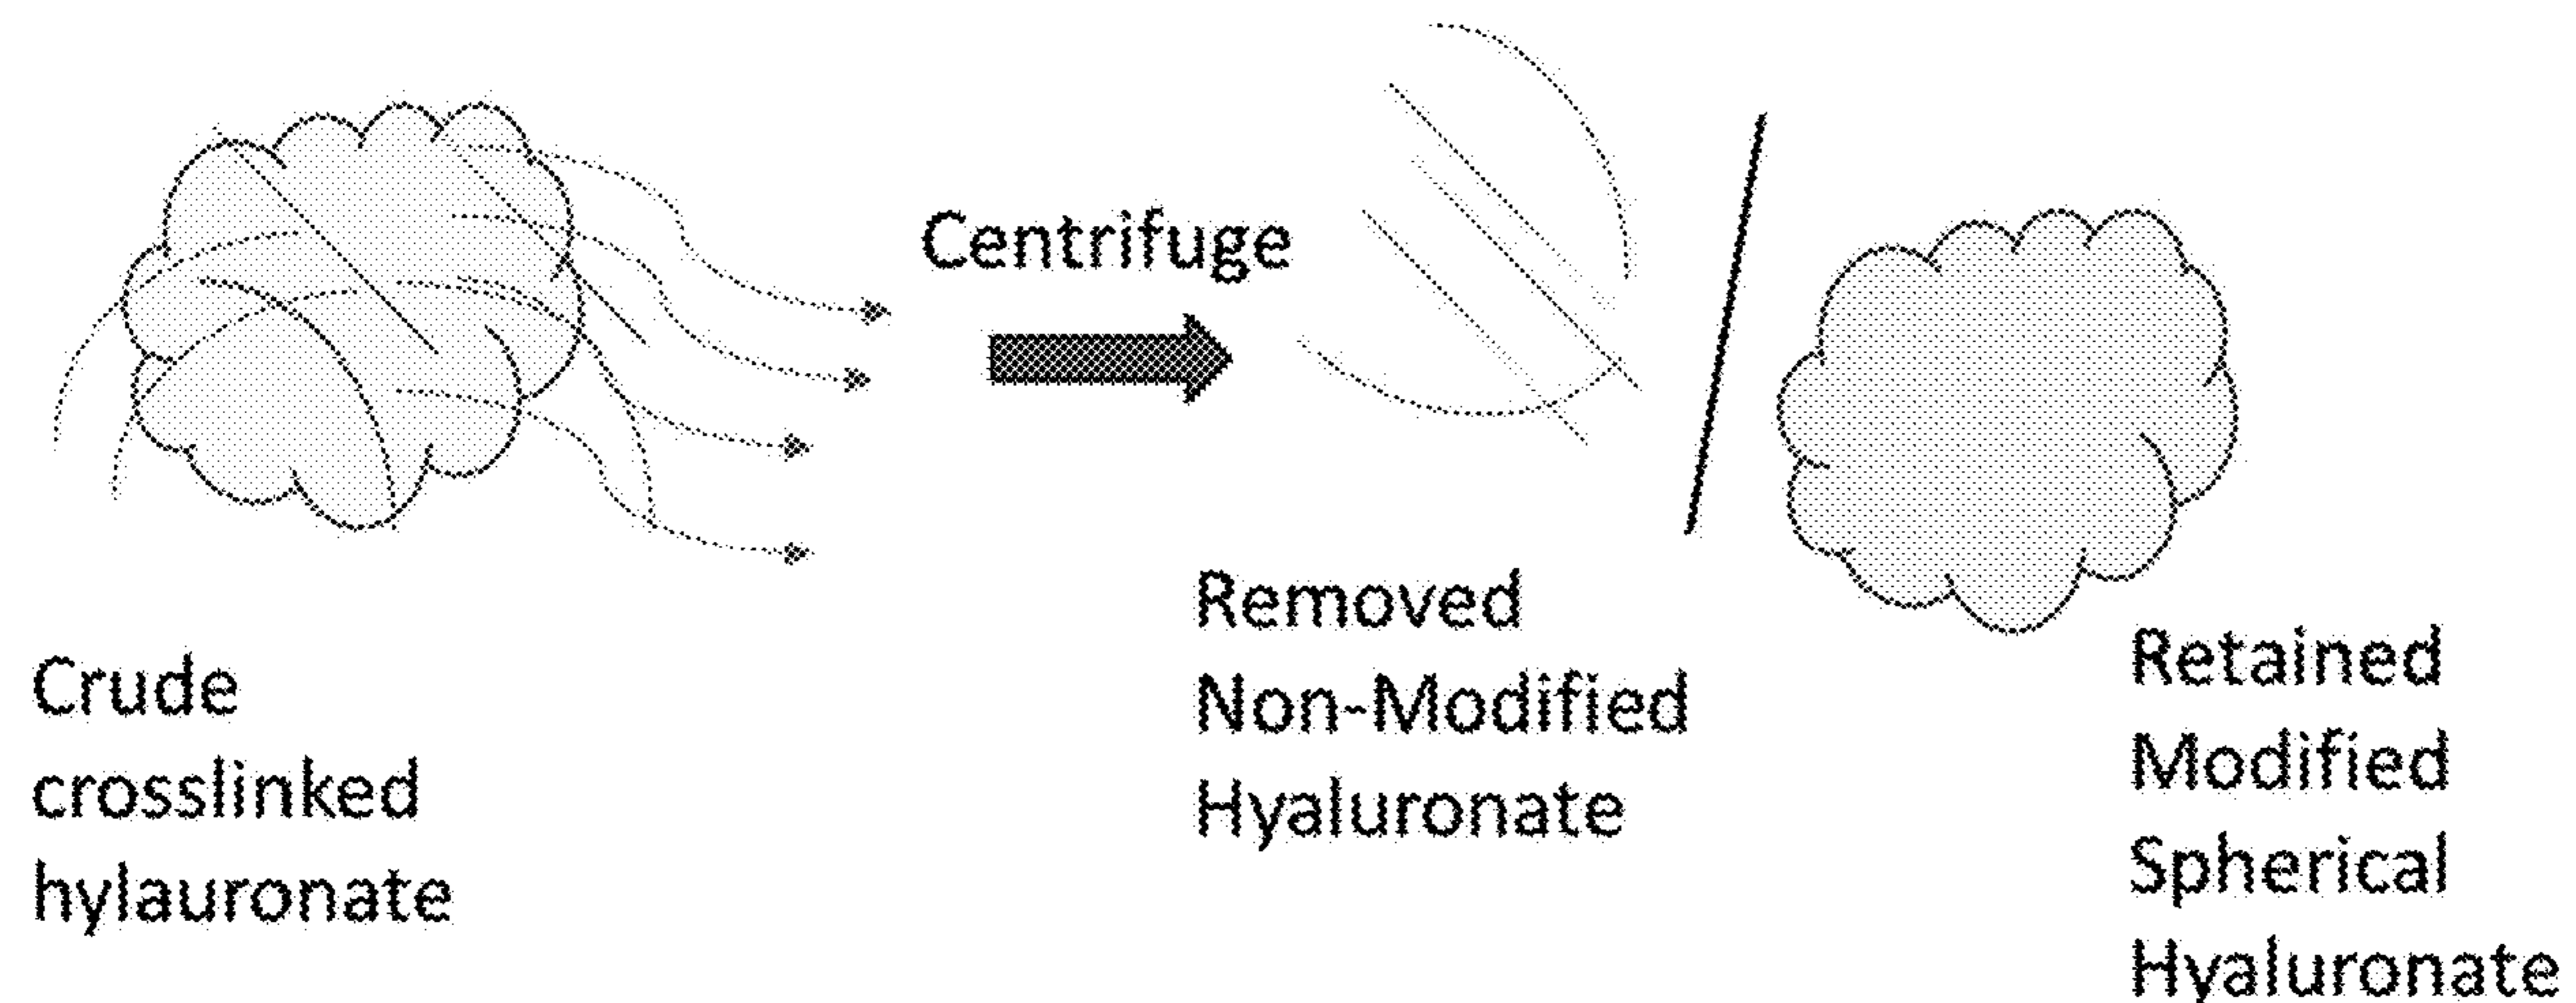 Centrifuge
Crude
crosslinked
hylauronate
Removed
Non-Modified
Hyaluronate
Retained
Modified
Spherical
Hyaluronate